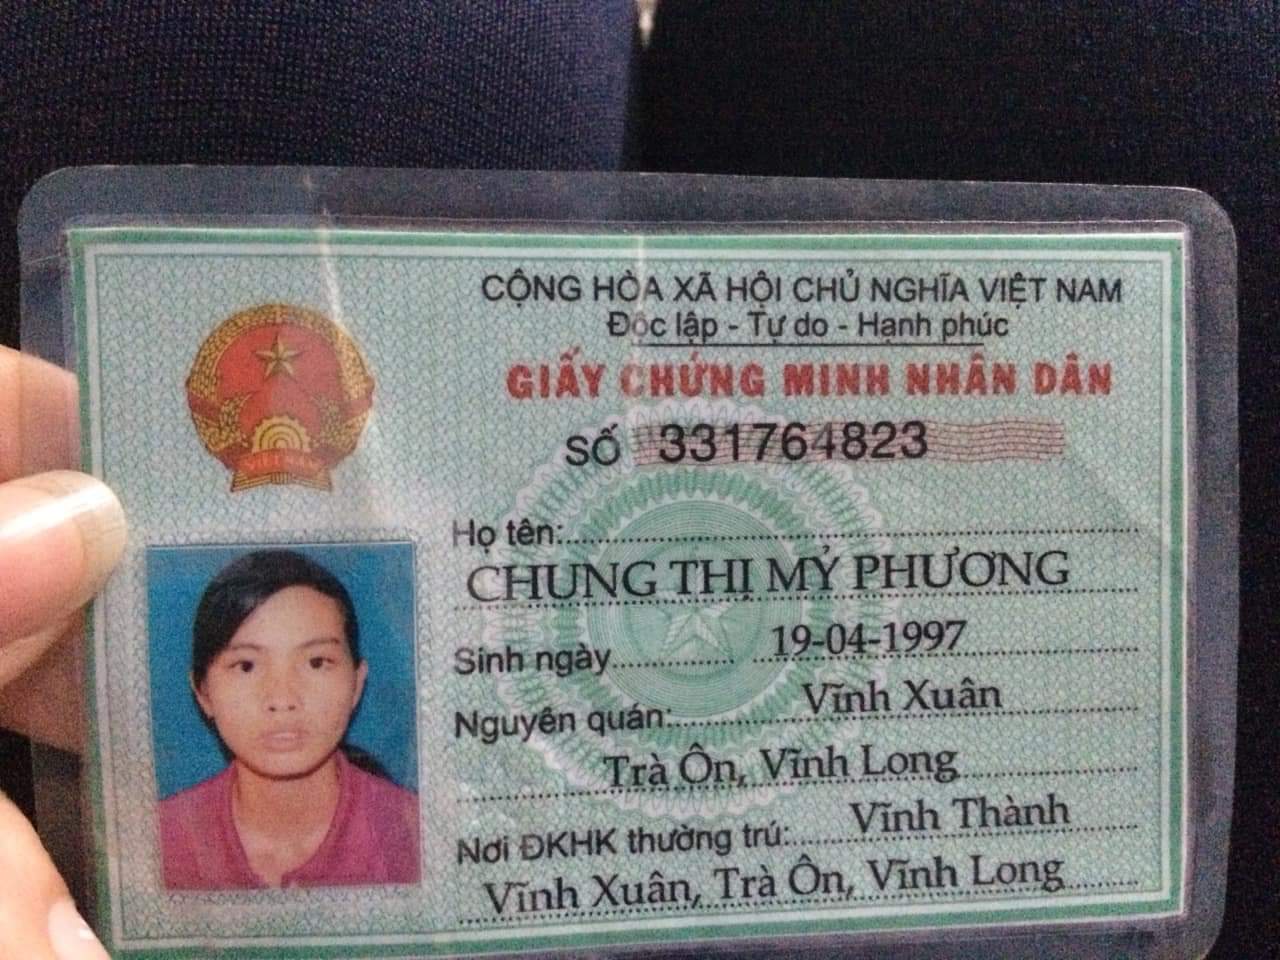 CỘNG HÒA XÃ HỘI CHỦ NGHĨA VIỆT NAM
Độc lập - Tự do - Hạnh phúc
GIẤY CHỨNG MINH NHÂN DÂN
SỐ 331764823
Họ tên:
CHUNG THỊ MỶ PHƯƠNG
Sinh ngày 19-04-1997
Nguyên quán: Vĩnh Xuân
Trà Ôn, Vĩnh Long
Nơi ĐKHK thường trú: Vĩnh Thành
Vĩnh Xuân, Trà Ôn, Vĩnh Long